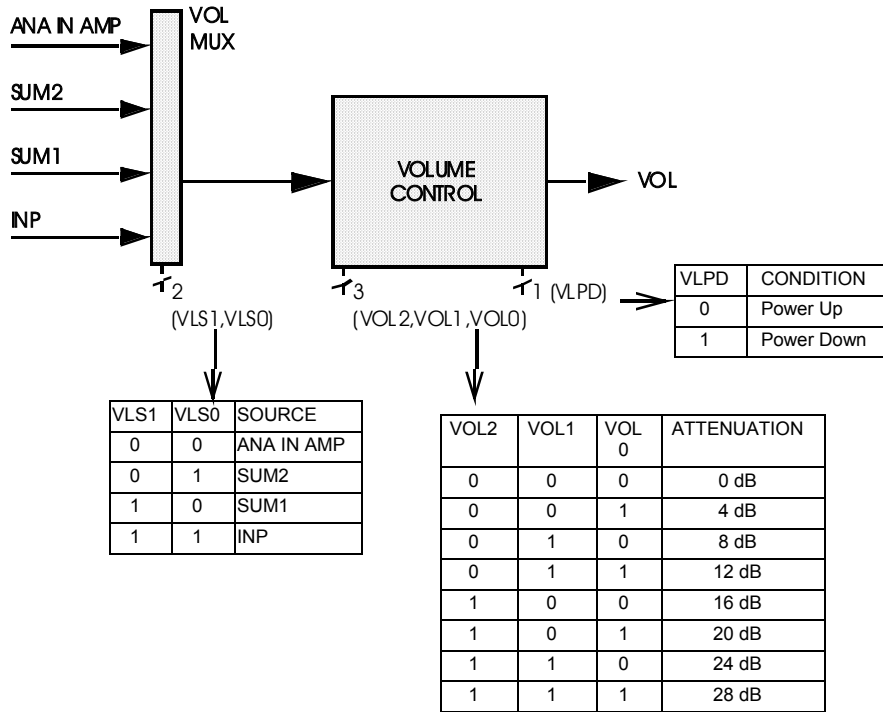 ANA IN AMP
VOL
MUX
SUM2
SUM1
INP
VOLUME
CONTROL
VOL
2
(VLS1,VLS0)
3
(VOL2,VOL1,VOL0)
1 (VLPD)
VLPD CONDITION
0 Power Up
1 Power Down
VLS1 VLS0 SOURCE
0 0 ANA IN AMP
0 1 SUM2
1 0 SUM1
1 1 INP
VOL2 VOL1 VOL ATTENUATION
0
0 0 0 0 dB
0 0 1 4 dB
0 1 0 8 dB
0 1 1 12 dB
1 0 0 16 dB
1 0 1 20 dB
1 1 0 24 dB
1 1 1 28 dB